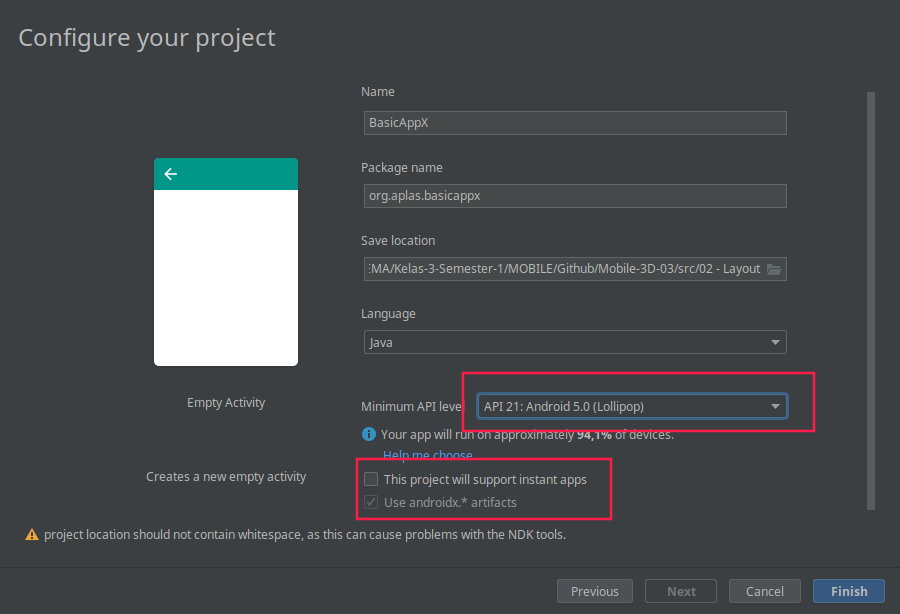 Configure your project
Name
BasicAppX
Package name
org.aplas.basicappx
Save location
:MA/Kelas-3-Semester-1/MOBILE/Github/Mobile-3D-03/src/02 - Layout
Language
Java
Empty Activity
Minimum API level
API 21: Android 5.0 (Lollipop)
Your app will run on approximately 94,1% of devices.
Help me choose
Creates a new empty activity
This project will support instant apps
Use androidx.* artifacts
project location should not contain whitespace, as this can cause problems with the NDK tools.
Previous
Next
Cancel
Finish